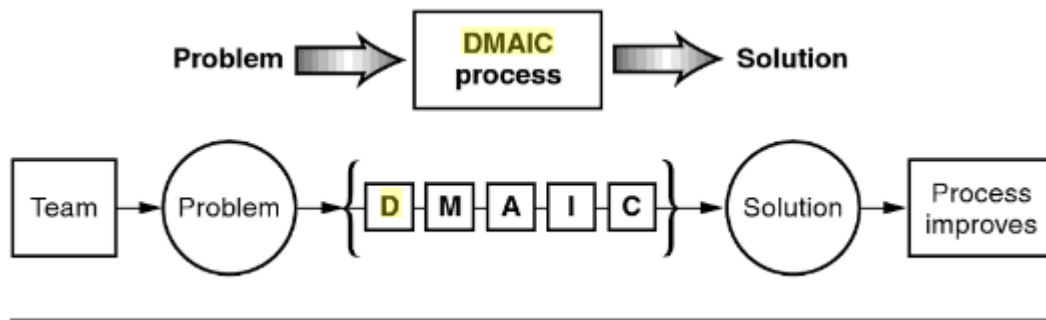 Problem
DMAIC
process
Solution
Team
Problem
D M A I C
Solution
Process
improves